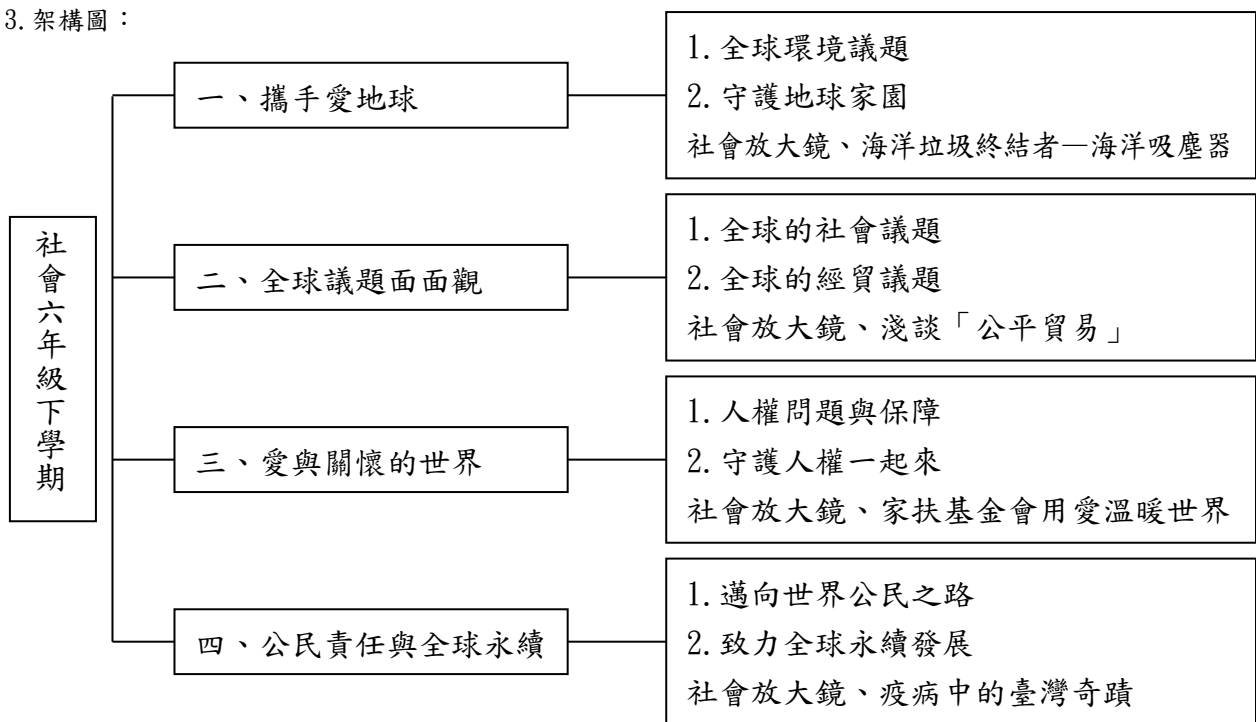 3.架構圖：
社會六年級下學期
一、攜手愛地球
1.全球環境議題
2.守護地球家園
社會放大鏡、海洋垃圾終結者—海洋吸塵器
二、全球議題面面觀
1.全球的社會議題
2.全球的經貿議題
社會放大鏡、淺談「公平貿易」
三、愛與關懷的世界
1.人權問題與保障
2.守護人權一起來
社會放大鏡、家扶基金會用愛溫暖世界
四、公民責任與全球永續
1.邁向世界公民之路
2.致力全球永續發展
社會放大鏡、疫病中的臺灣奇蹟